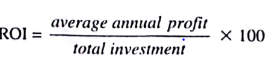 ROI = average annual profit / total investment × 100